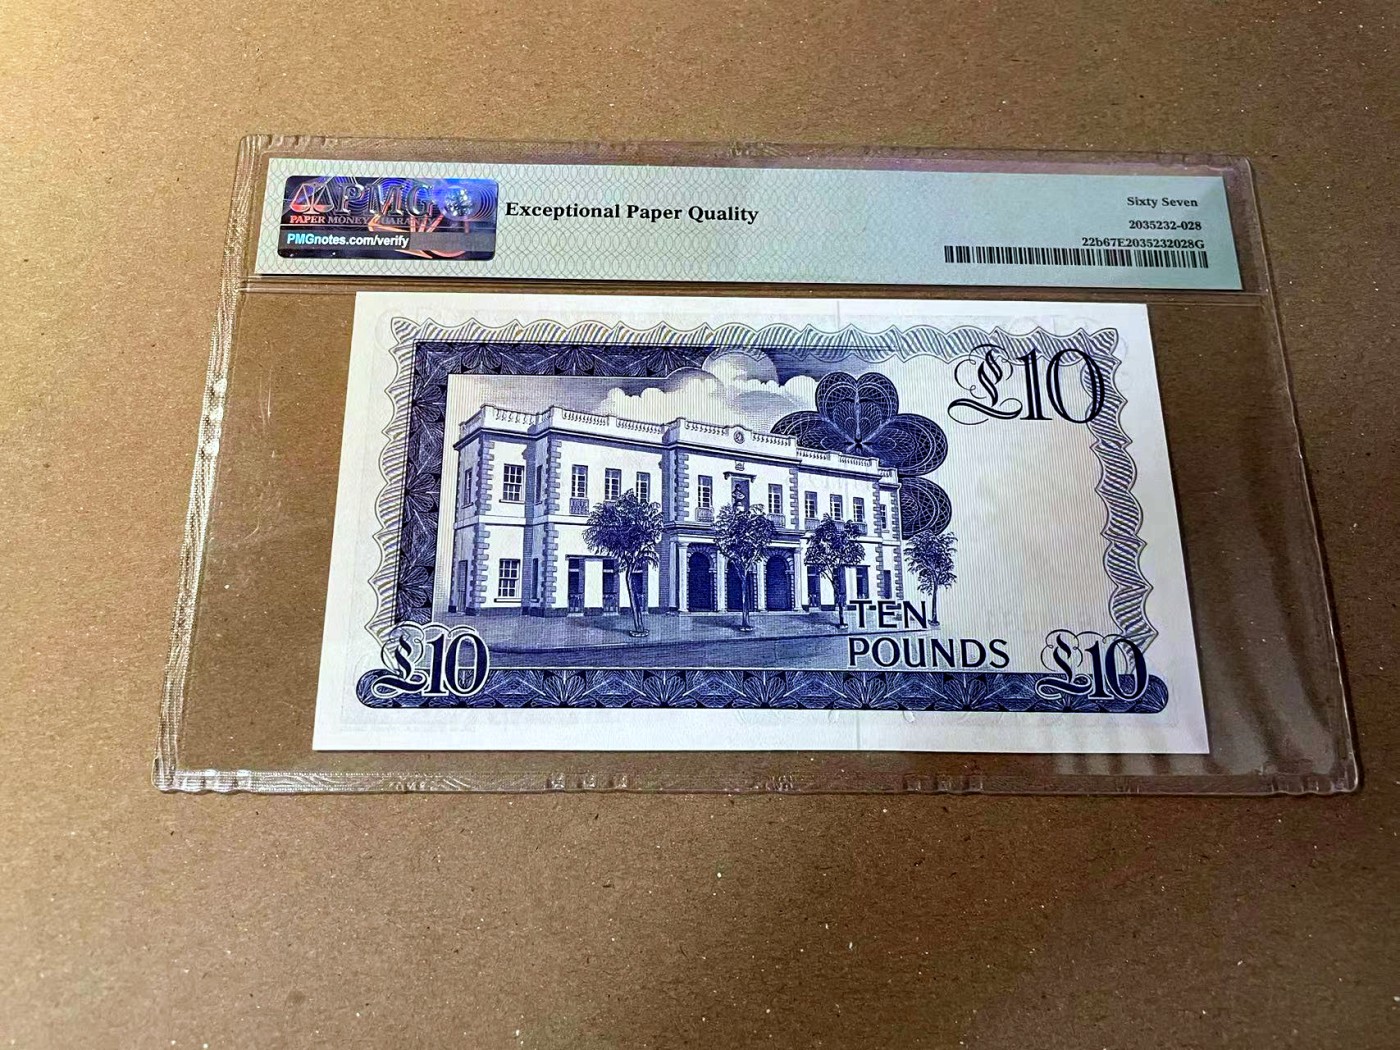 PMG
PAPER MONEY GUARANTY
PMGnotes.com/verify
Exceptional Paper Quality
Sixty Seven
2035232-028
22b67E2035232028G
£10
TEN
POUNDS
£10
£10